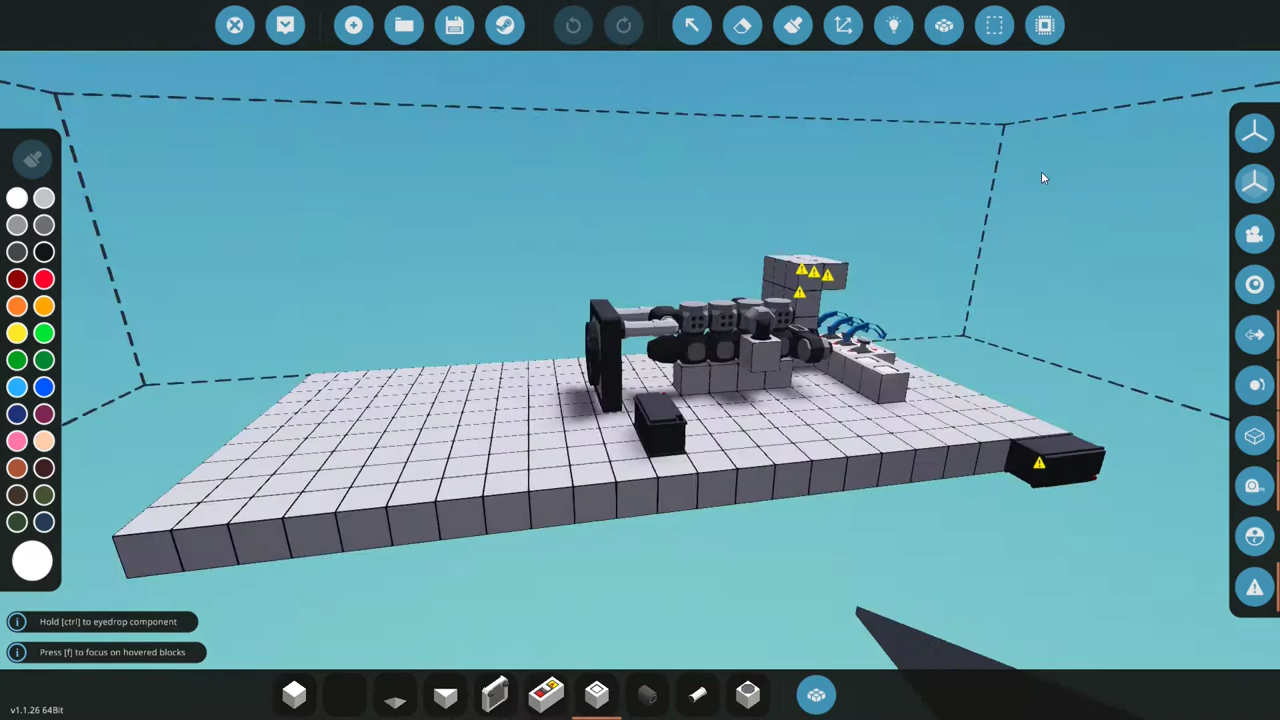 Hold [ctrl] to eyedrop component
Press [f] to focus on hovered blocks
v1.1.26 64Bit